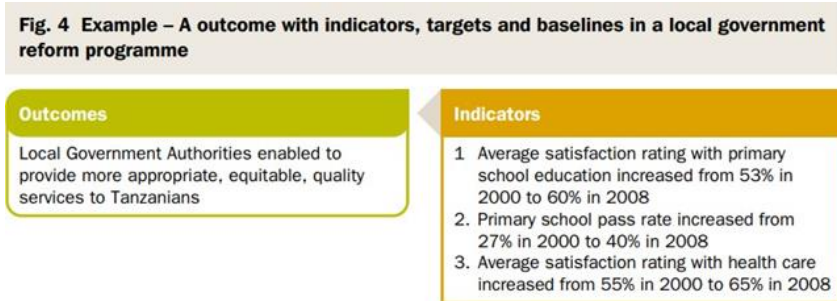 Fig. 4 Example – A outcome with indicators, targets and baselines in a local government
reform programme
Outcomes
Local Government Authorities enabled to
provide more appropriate, equitable, quality
services to Tanzanians
Indicators
1 Average satisfaction rating with primary
school education increased from 53% in
2000 to 60% in 2008
2. Primary school pass rate increased from
27% in 2000 to 40% in 2008
3. Average satisfaction rating with health care
increased from 55% in 2000 to 65% in 2008